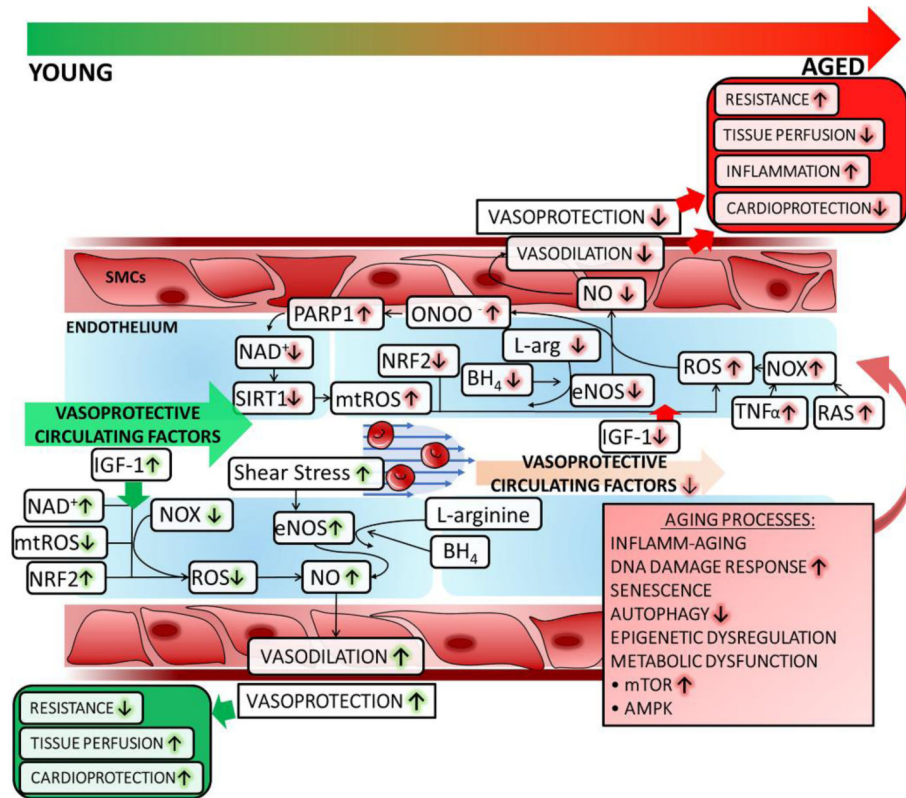 YOUNG
AGED
RESISTANCE ↑
TISSUE PERFUSION ↓
INFLAMMATION ↑
CARDIOPROTECTION ↓
VASOPROTECTION ↓
VASODILATION ↓
SMCs
NO ↓
ENDOTHELIUM
PARP1 ↑
ONOO⁻ ↑
NAD⁺ ↓
NRF2 ↓
L-arg ↓
BH₄ ↓
eNOS ↓
ROS ↑
NOX ↑
SIRT1 ↓
mtROS ↑
TNFα ↑
RAS ↑
IGF-1 ↓
VASOPROTECTIVE
CIRCULATING FACTORS
IGF-1 ↑
Shear Stress ↑
VASOPROTECTIVE
CIRCULATING FACTORS ↓
NAD⁺ ↑
NOX ↓
mtROS ↓
NRF2 ↑
ROS ↓
NO ↑
eNOS ↑
L-arginine
BH₄
AGING PROCESSES:
INFLAMM-AGING
DNA DAMAGE RESPONSE ↑
SENESCENCE
AUTOPHAGY ↓
EPIGENETIC DYSREGULATION
METABOLIC DYSFUNCTION
• mTOR ↑
• AMPK
VASODILATION ↑
VASOPROTECTION ↑
RESISTANCE ↓
TISSUE PERFUSION ↑
CARDIOPROTECTION ↑